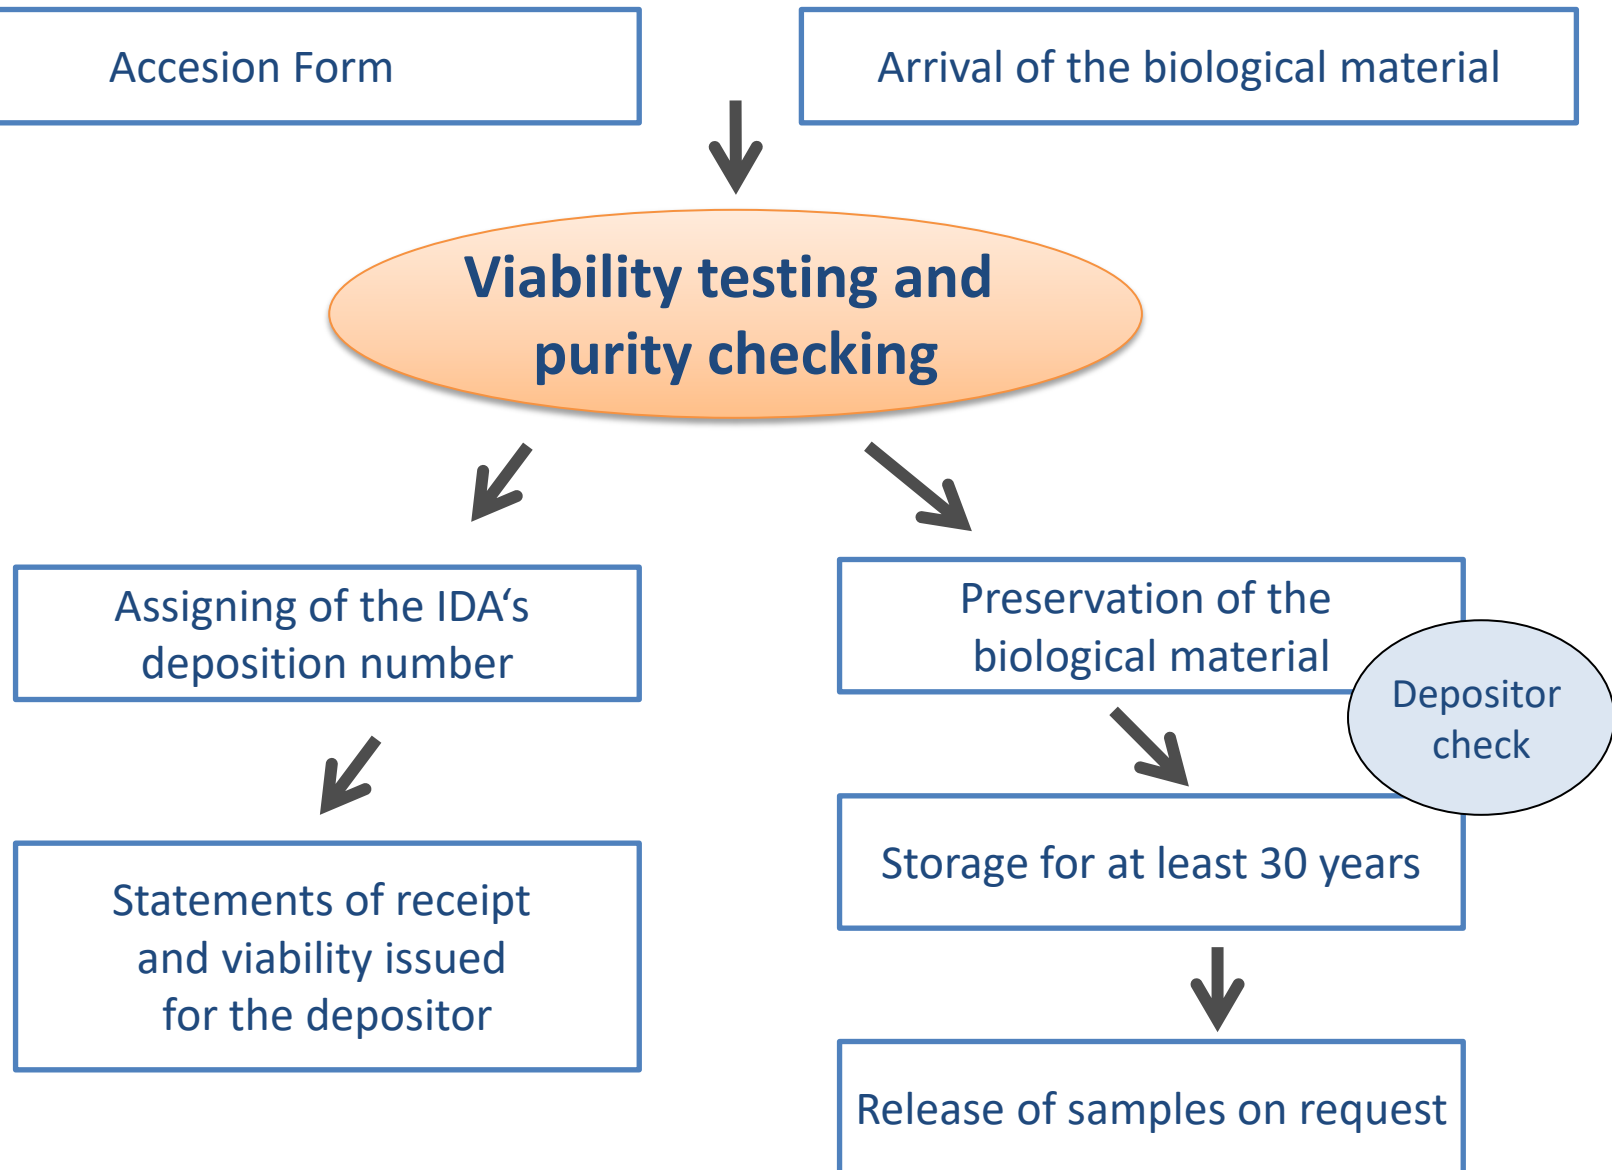 Accesion Form
Arrival of the biological material
Viability testing and
purity checking
Assigning of the IDA‘s
deposition number
Preservation of the
biological material
Depositor
check
Storage for at least 30 years
Statements of receipt
and viability issued
for the depositor
Release of samples on request